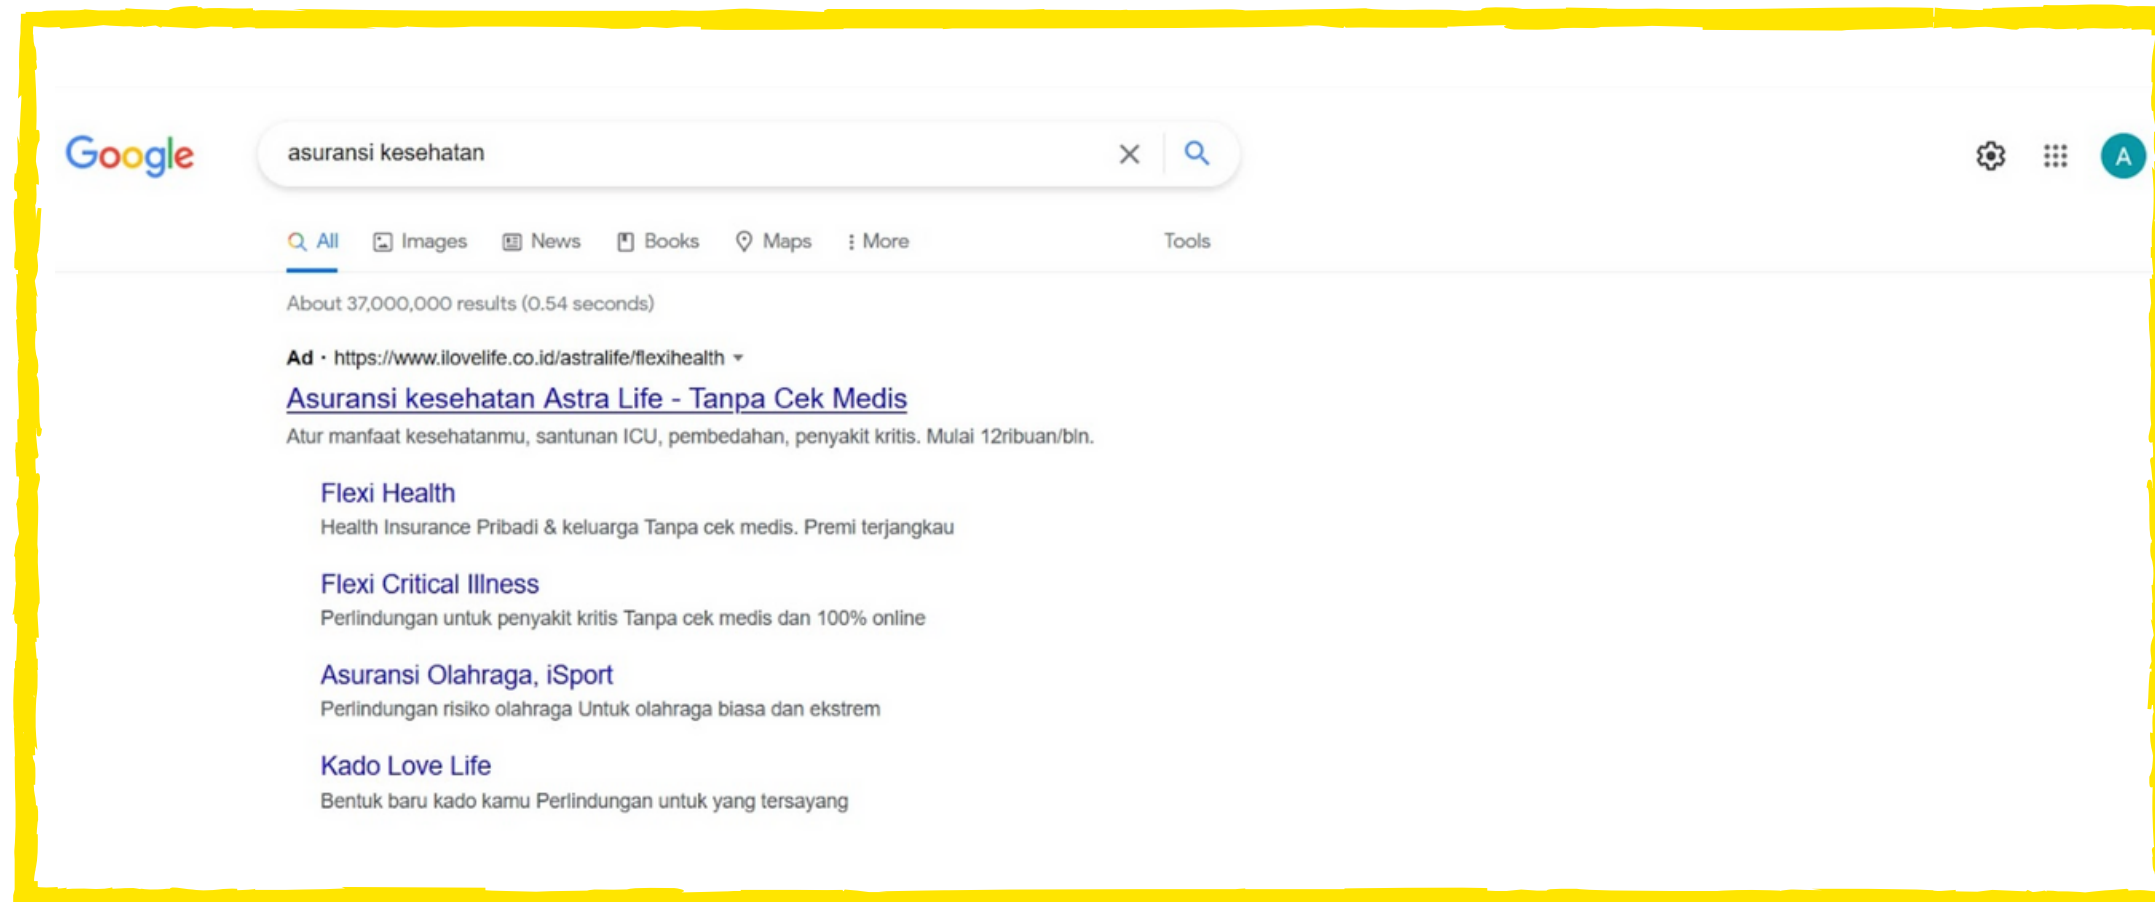 Google
asuransi kesehatan
A
All Images News Books Maps More Tools
About 37,000,000 results (0.54 seconds)
Ad · https://www.ilovelife.co.id/astralife/flexihealth
Asuransi kesehatan Astra Life - Tanpa Cek Medis
Atur manfaat kesehatanmu, santunan ICU, pembedahan, penyakit kritis. Mulai 12ribuan/bln.
Flexi Health
Health Insurance Pribadi & keluarga Tanpa cek medis. Premi terjangkau
Flexi Critical Illness
Perlindungan untuk penyakit kritis Tanpa cek medis dan 100% online
Asuransi Olahraga, iSport
Perlindungan risiko olahraga Untuk olahraga biasa dan ekstrem
Kado Love Life
Bentuk baru kado kamu Perlindungan untuk yang tersayang